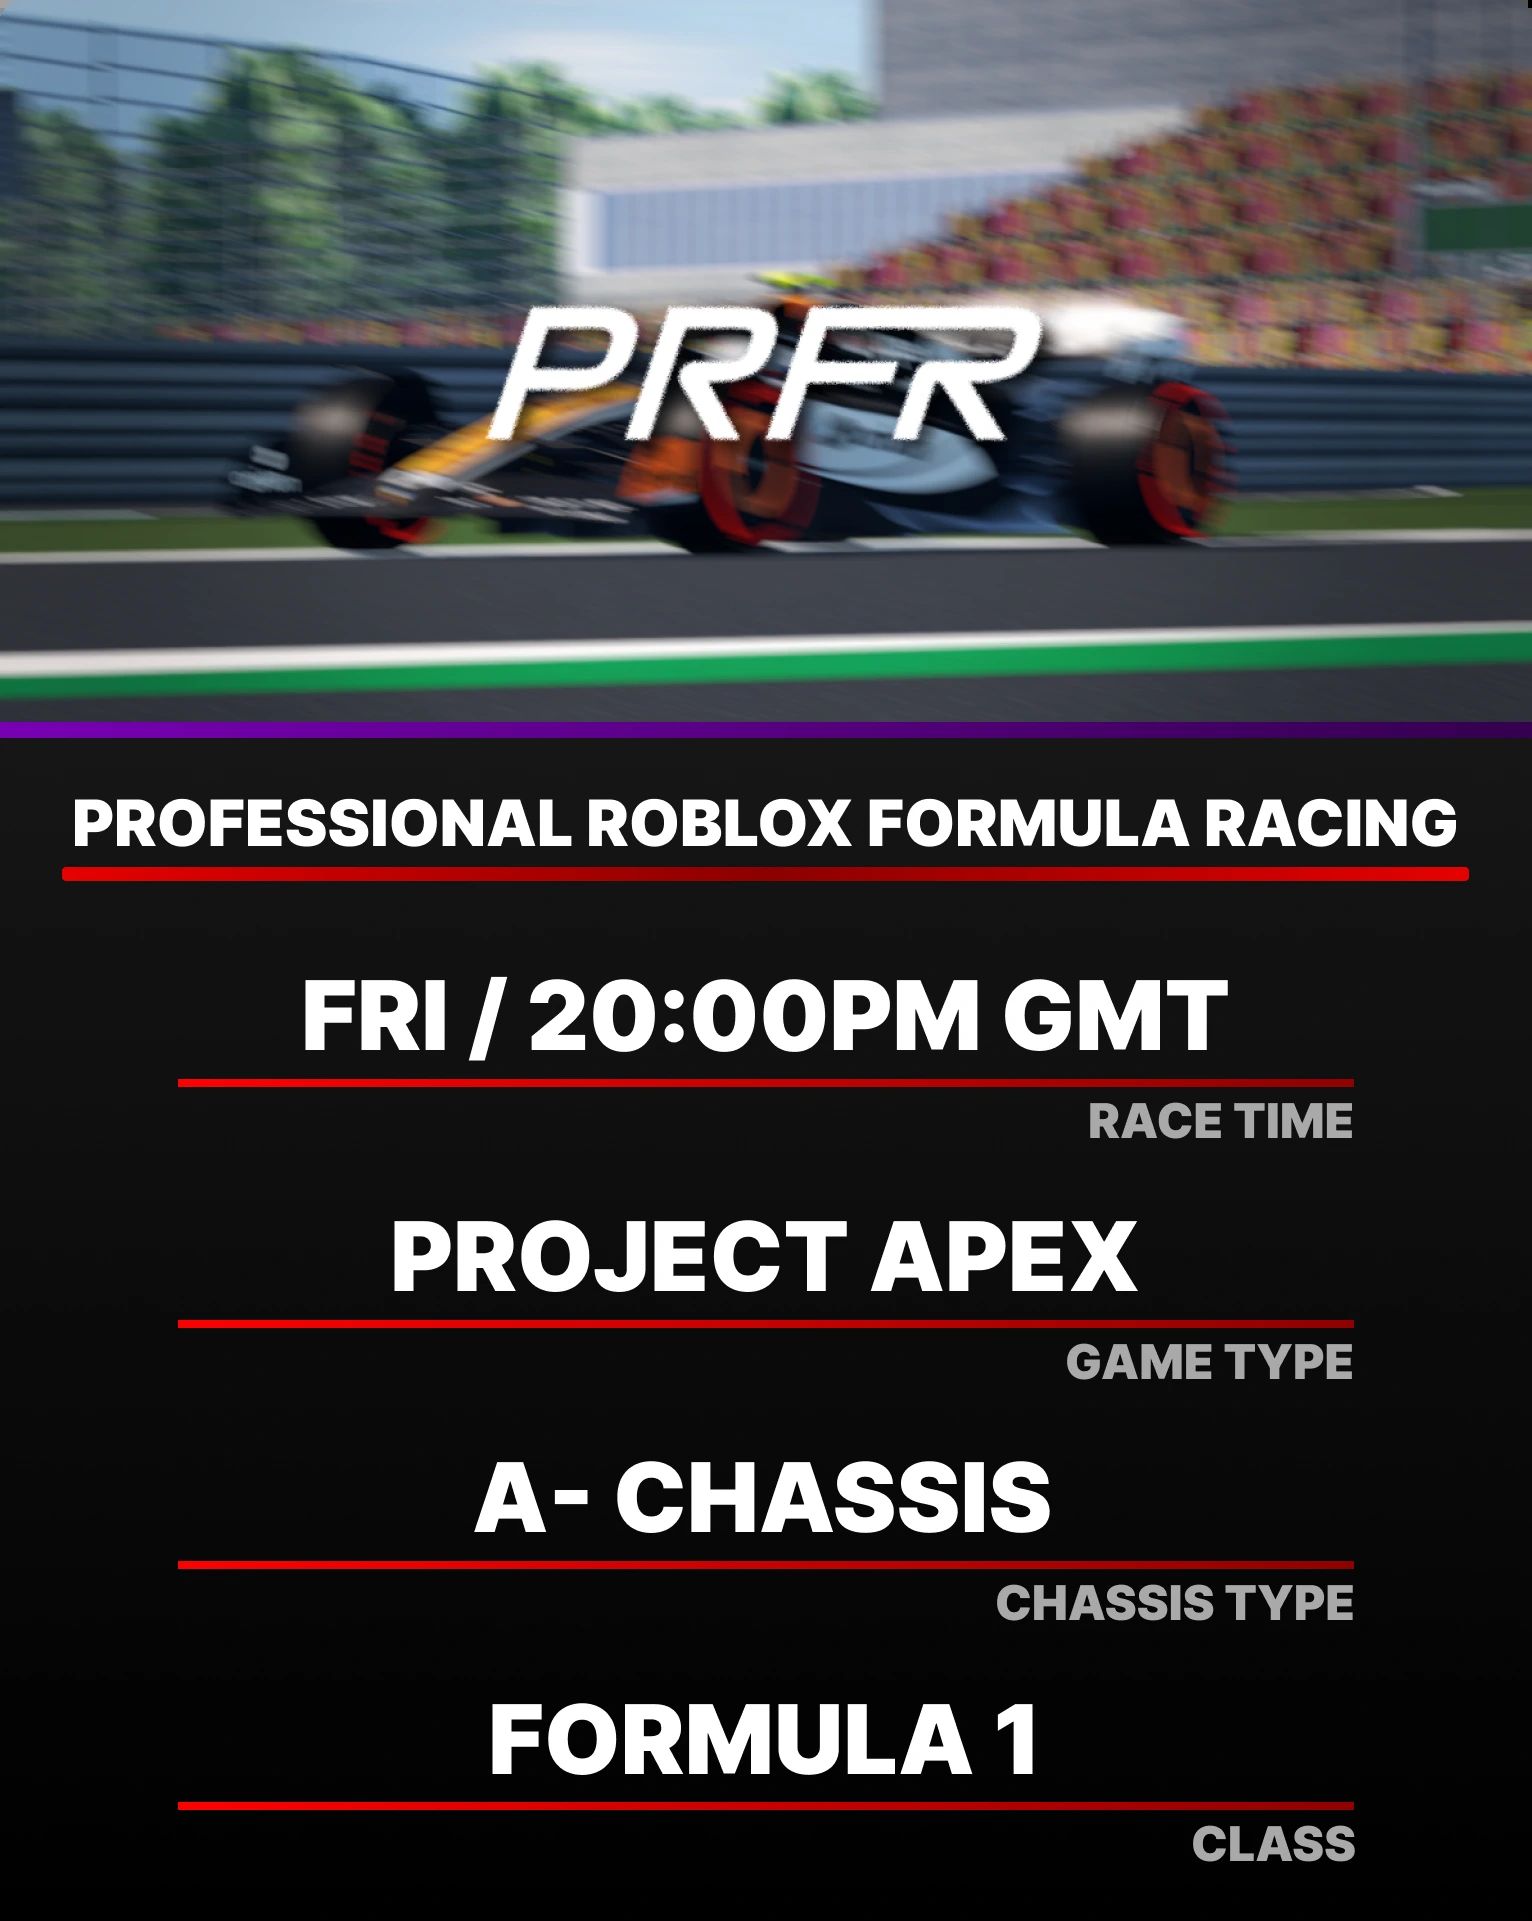 PRFR
PROFESSIONAL ROBLOX FORMULA RACING
FRI / 20:00PM GMT
RACE TIME
PROJECT APEX
GAME TYPE
A- CHASSIS
CHASSIS TYPE
FORMULA 1
CLASS